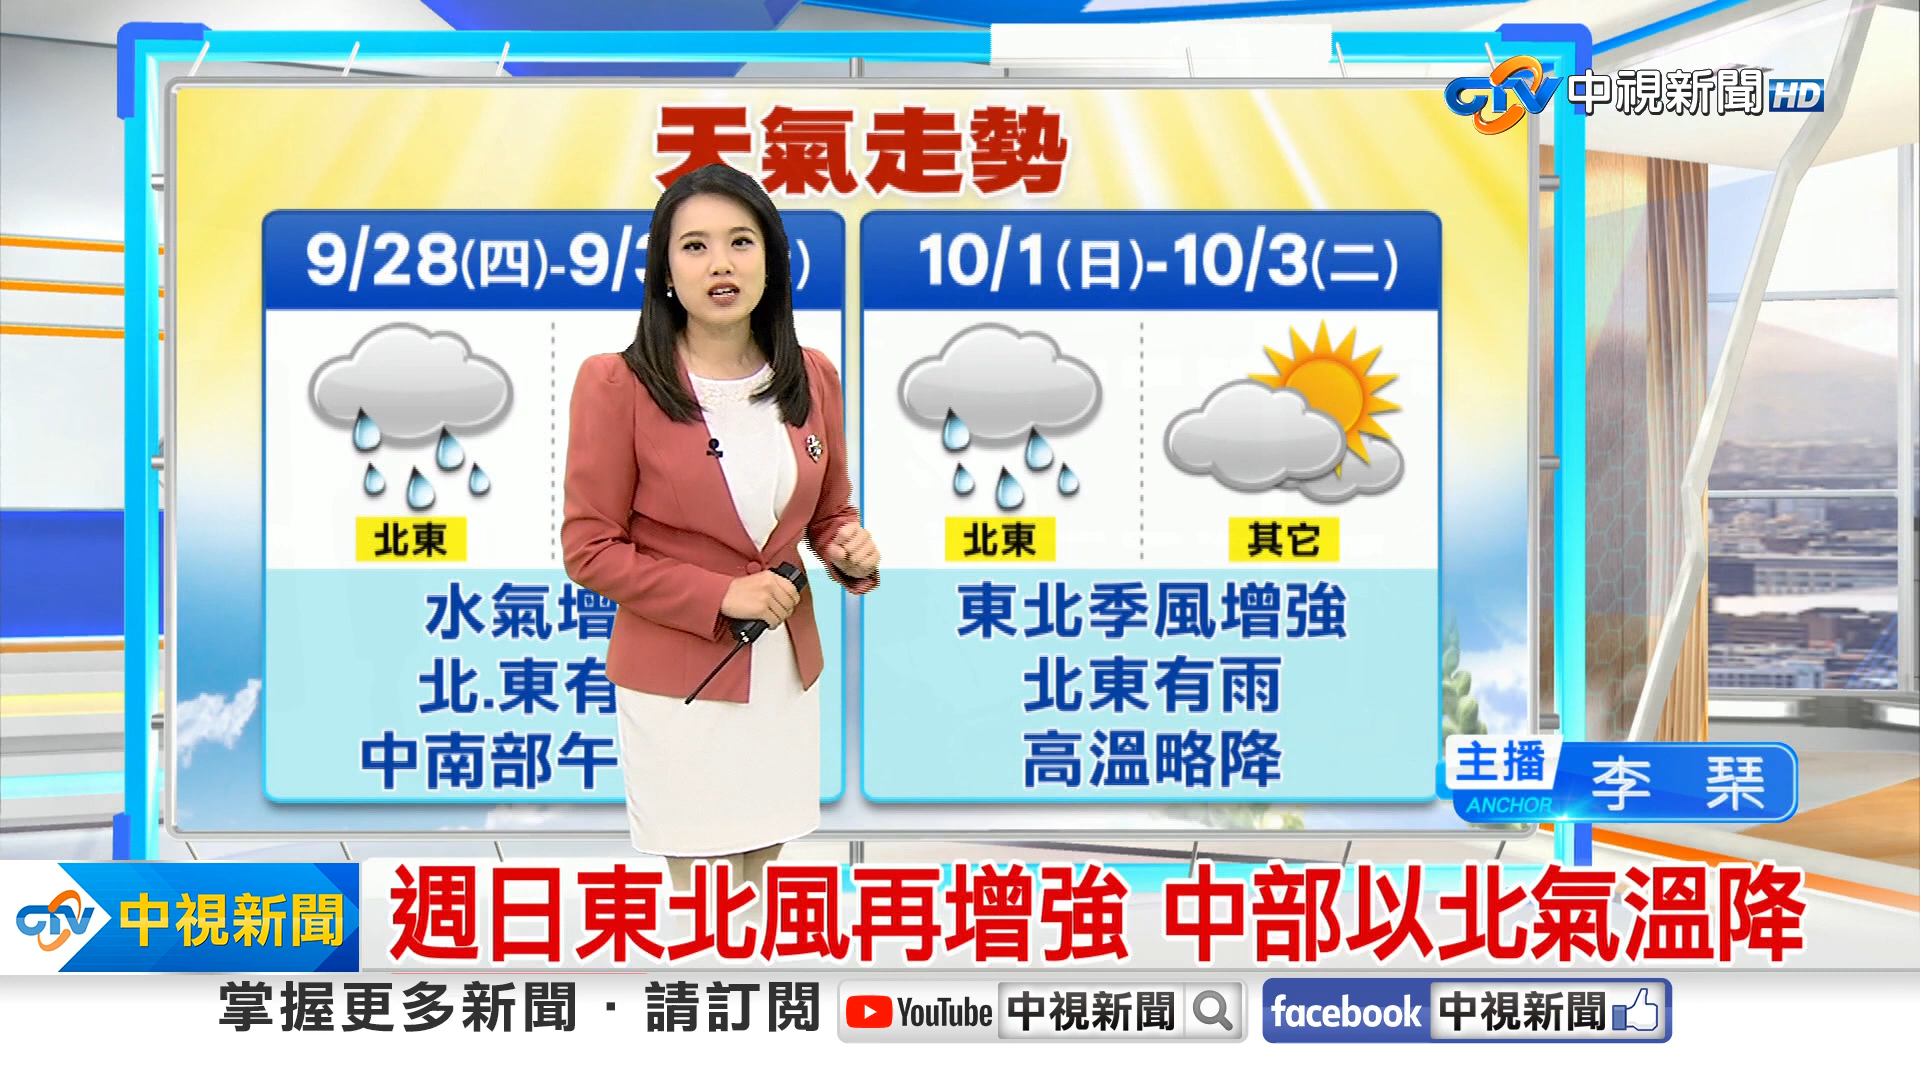 CTV 中視新聞 HD
天氣走勢
9/28(四)-9/3
10/1(日)-10/3(二)
北東
北東
其它
水氣增
北.東有
中南部午
東北季風增強
北東有雨
高溫略降
主播
ANCHOR
李 琹
CTV 中視新聞
週日東北風再增強 中部以北氣溫降
掌握更多新聞·請訂閱
YouTube 中視新聞
facebook 中視新聞